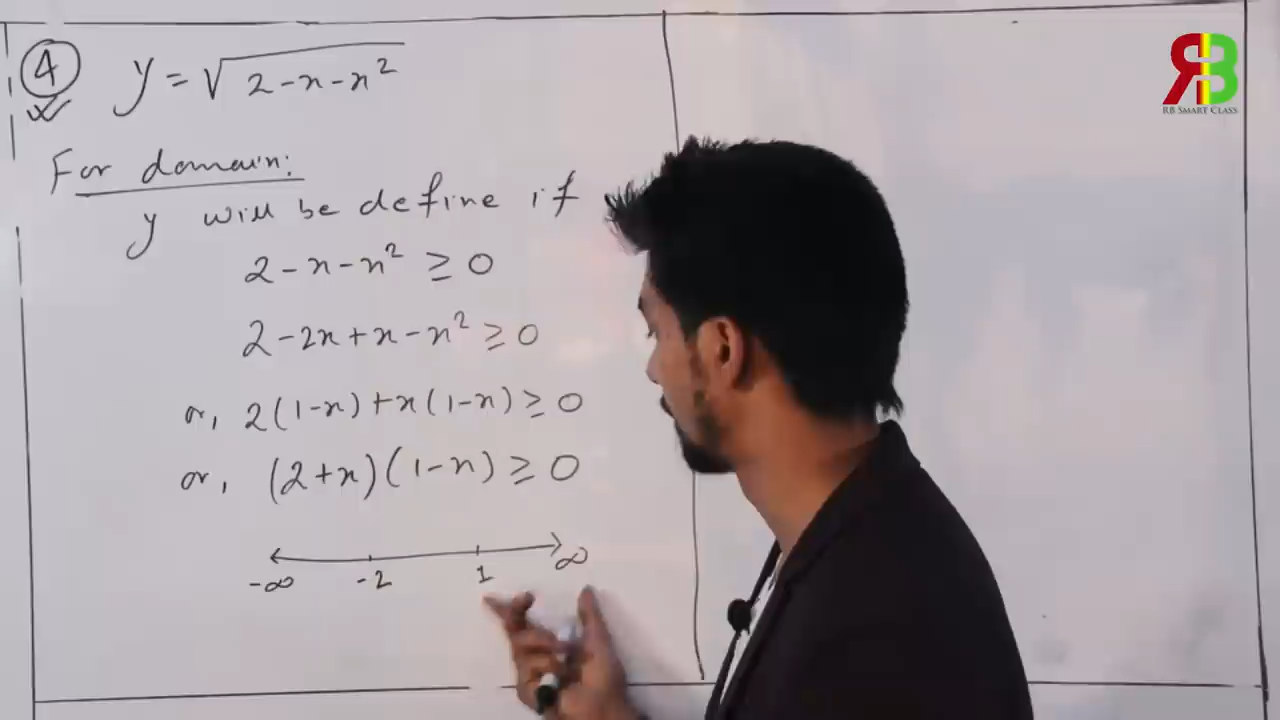 ④ y = √(2-x-x²)
For domain:
y will be define if
2-x-x² ≥ 0
2-2x+x-x² ≥ 0
or, 2(1-x)+x(1-x) ≥ 0
or, (2+x)(1-x) ≥ 0
-∞ -2 1 ∞
RB
RB SMART CLASS